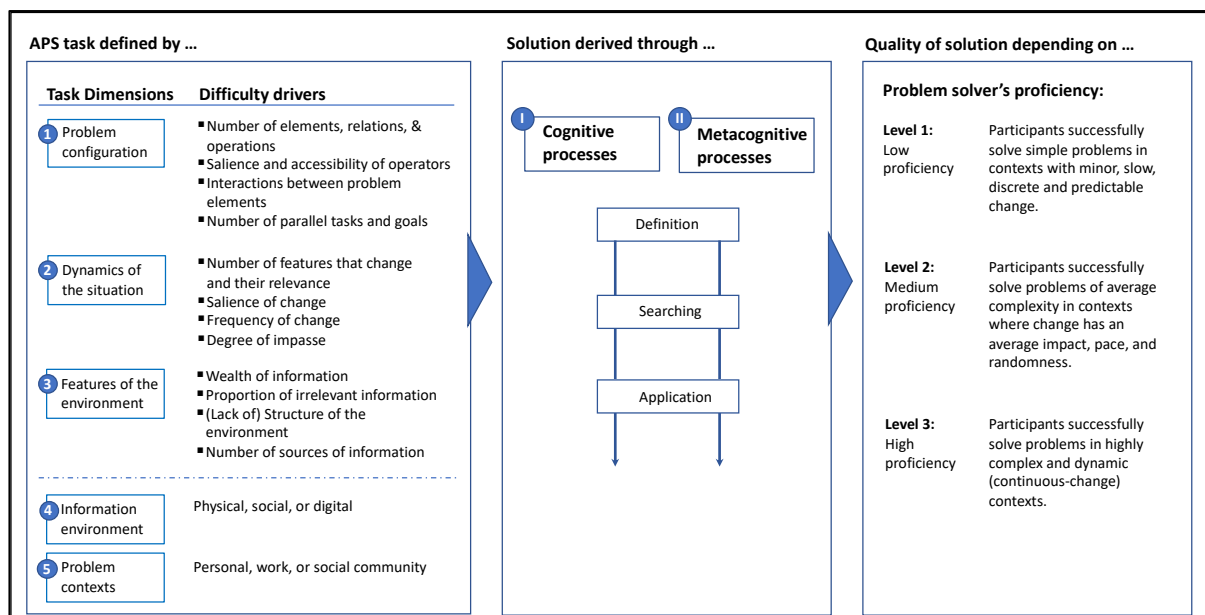 APS task defined by ...
Task Dimensions
Difficulty drivers
1
Problem
configuration
▪Number of elements, relations, &
operations
▪Salience and accessibility of operators
▪Interactions between problem
elements
▪Number of parallel tasks and goals
2
Dynamics of
the situation
▪Number of features that change
and their relevance
▪Salience of change
▪Frequency of change
▪Degree of impasse
3
Features of the
environment
▪Wealth of information
▪Proportion of irrelevant information
▪(Lack of) Structure of the
environment
▪Number of sources of information
4
Information
environment
Physical, social, or digital
5
Problem
contexts
Personal, work, or social community
Solution derived through ...
I
Cognitive
processes
II
Metacognitive
processes
Definition
Searching
Application
Quality of solution depending on ...
Problem solver's proficiency:
Level 1:
Low
proficiency
Participants successfully
solve simple problems in
contexts with minor, slow,
discrete and predictable
change.
Level 2:
Medium
proficiency
Participants successfully
solve problems of average
complexity in contexts
where change has an
average impact, pace, and
randomness.
Level 3:
High
proficiency
Participants successfully
solve problems in highly
complex and dynamic
(continuous-change)
contexts.